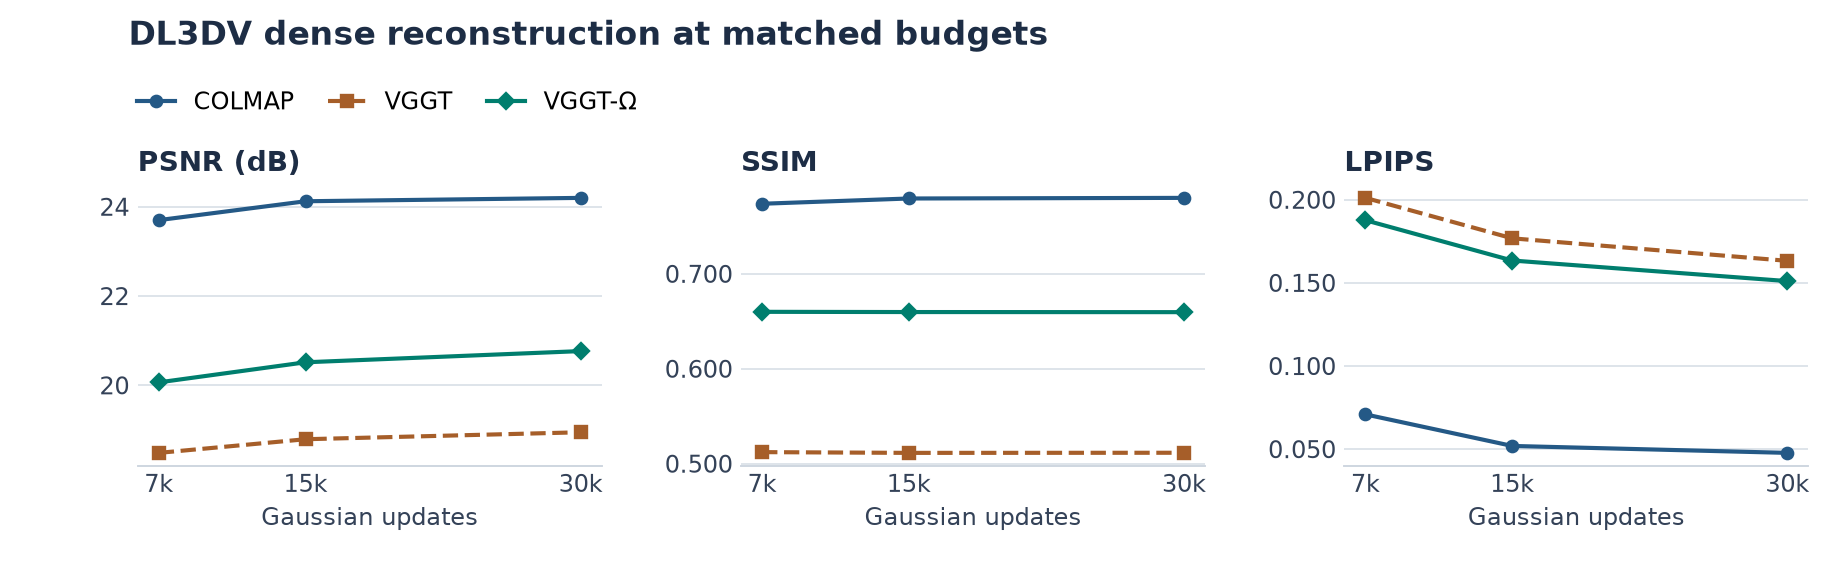 DL3DV dense reconstruction at matched budgets
COLMAP VGGT VGGT-Ω
PSNR (dB)
24
22
20
7k 15k 30k
Gaussian updates
SSIM
0.700
0.600
0.500
7k 15k 30k
Gaussian updates
LPIPS
0.200
0.150
0.100
0.050
7k 15k 30k
Gaussian updates